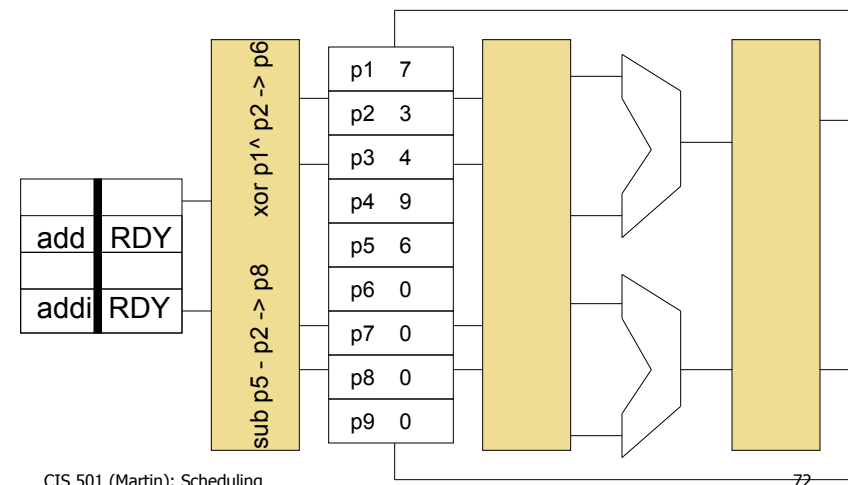 add RDY
addi RDY
xor p1^ p2 -> p6
sub p5 - p2 -> p8
p1 7
p2 3
p3 4
p4 9
p5 6
p6 0
p7 0
p8 0
p9 0
CIS 501 (Martin): Scheduling
72